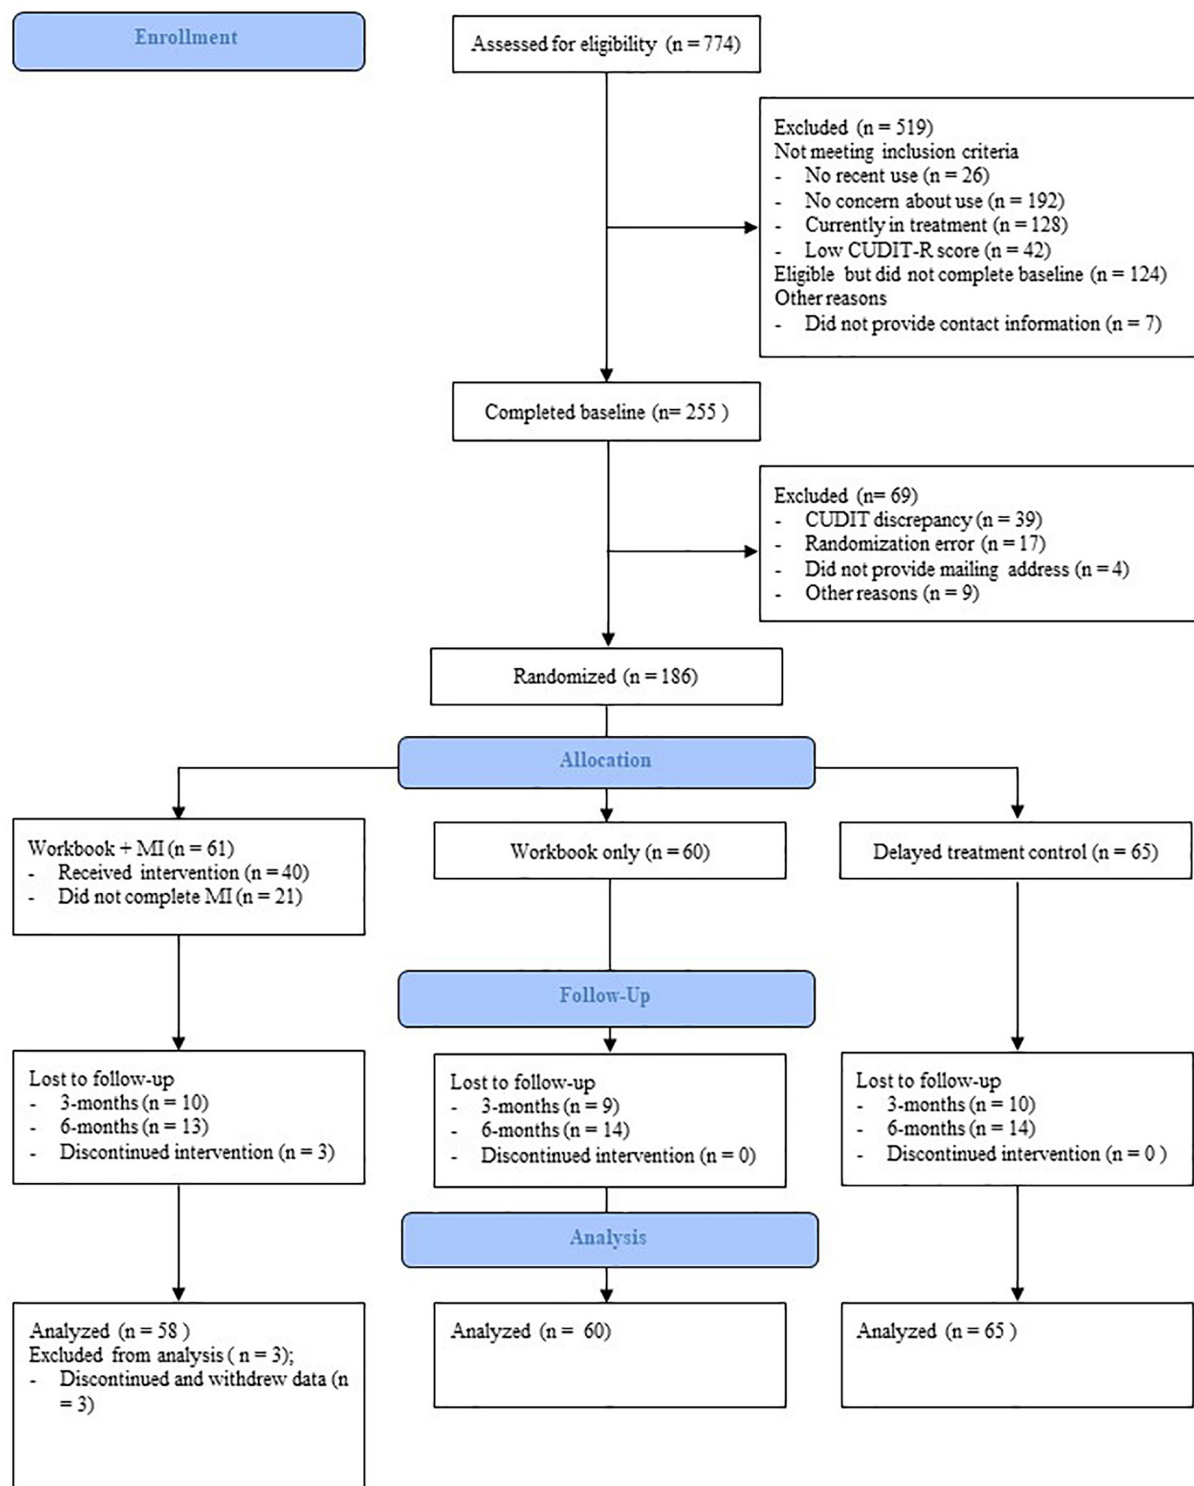 Enrollment
Assessed for eligibility (n = 774)
Excluded (n = 519)
Not meeting inclusion criteria
- No recent use (n = 26)
- No concern about use (n = 192)
- Currently in treatment (n = 128)
- Low CUDIT-R score (n = 42)
Eligible but did not complete baseline (n = 124)
Other reasons
- Did not provide contact information (n = 7)
Completed baseline (n= 255 )
Excluded (n= 69)
- CUDIT discrepancy (n = 39)
- Randomization error (n = 17)
- Did not provide mailing address (n = 4)
- Other reasons (n = 9)
Randomized (n = 186)
Allocation
Workbook + MI (n = 61)
- Received intervention (n = 40)
- Did not complete MI (n = 21)
Workbook only (n = 60)
Delayed treatment control (n = 65)
Follow-Up
Lost to follow-up
- 3-months (n = 10)
- 6-months (n = 13)
- Discontinued intervention (n = 3)
Lost to follow-up
- 3-months (n = 9)
- 6-months (n = 14)
- Discontinued intervention (n = 0)
Lost to follow-up
- 3-months (n = 10)
- 6-months (n = 14)
- Discontinued intervention (n = 0 )
Analysis
Analyzed (n = 58 )
Excluded from analysis ( n = 3);
- Discontinued and withdrew data (n
= 3)
Analyzed (n =  60)
Analyzed (n = 65 )